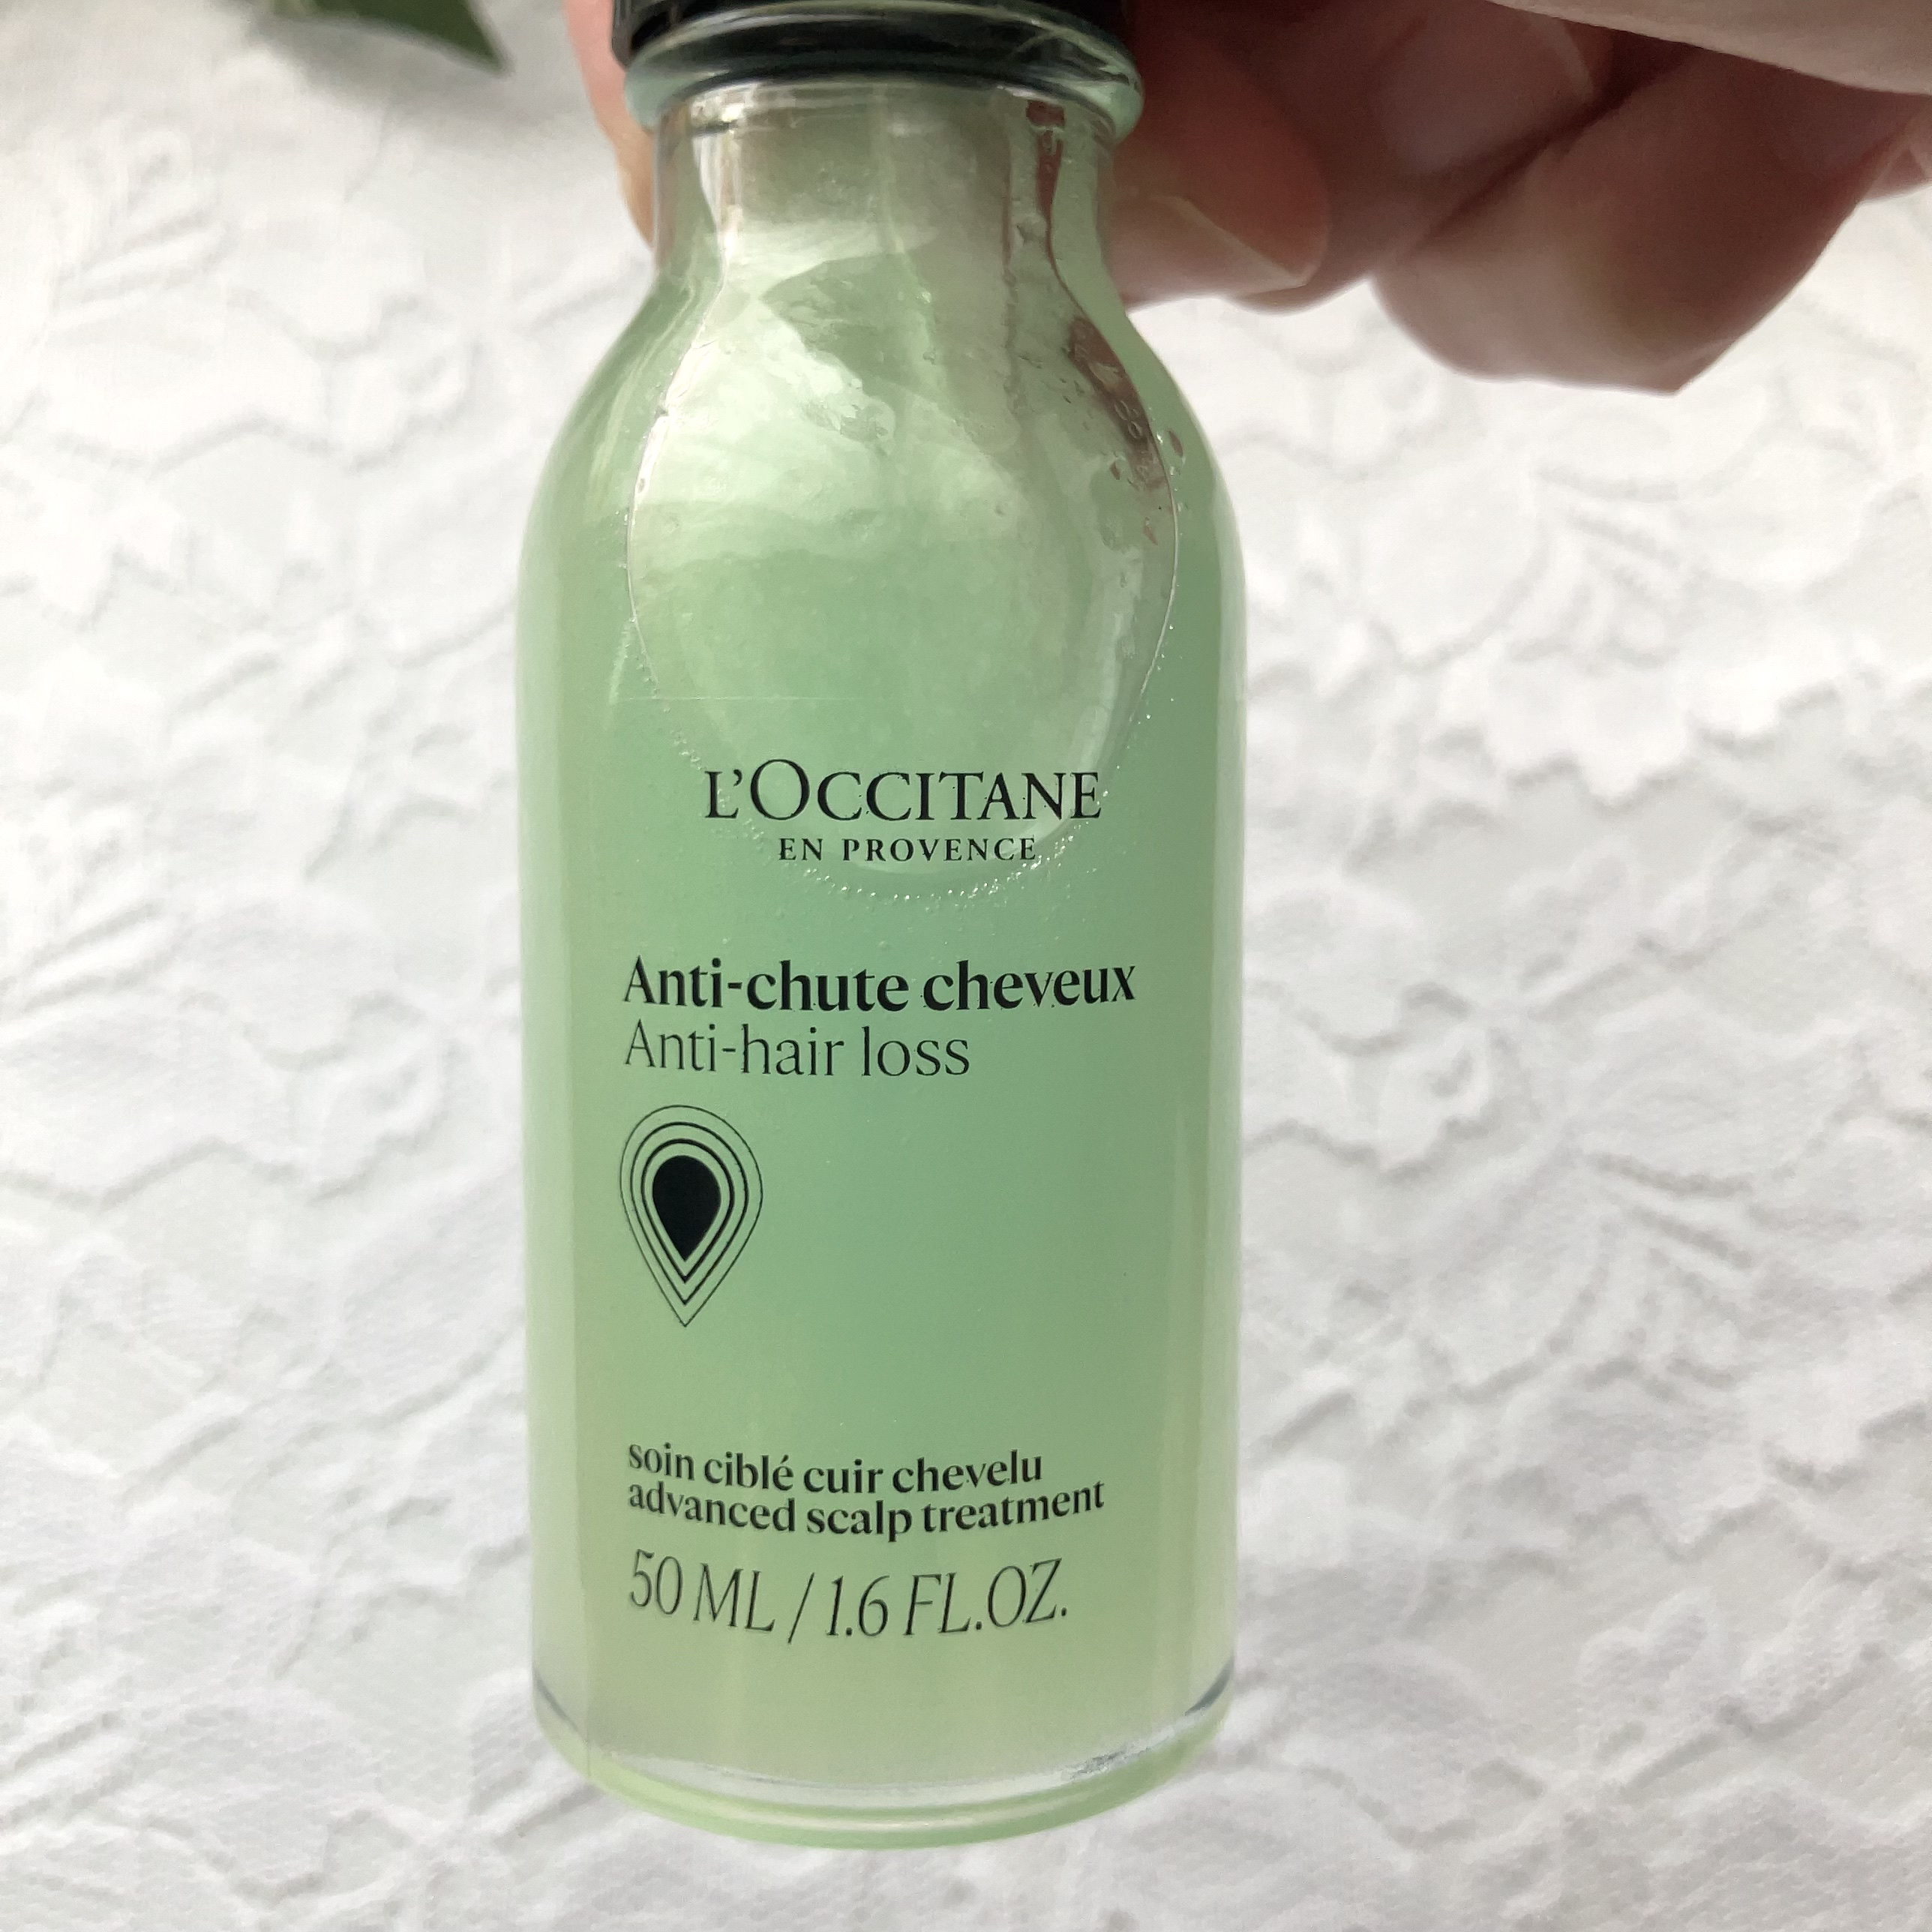 L'OCCITANE
EN PROVENCE
Anti-chute cheveux
Anti-hair loss
soin ciblé cuir chevelu
advanced scalp treatment
50 ML / 1.6 FL.OZ.